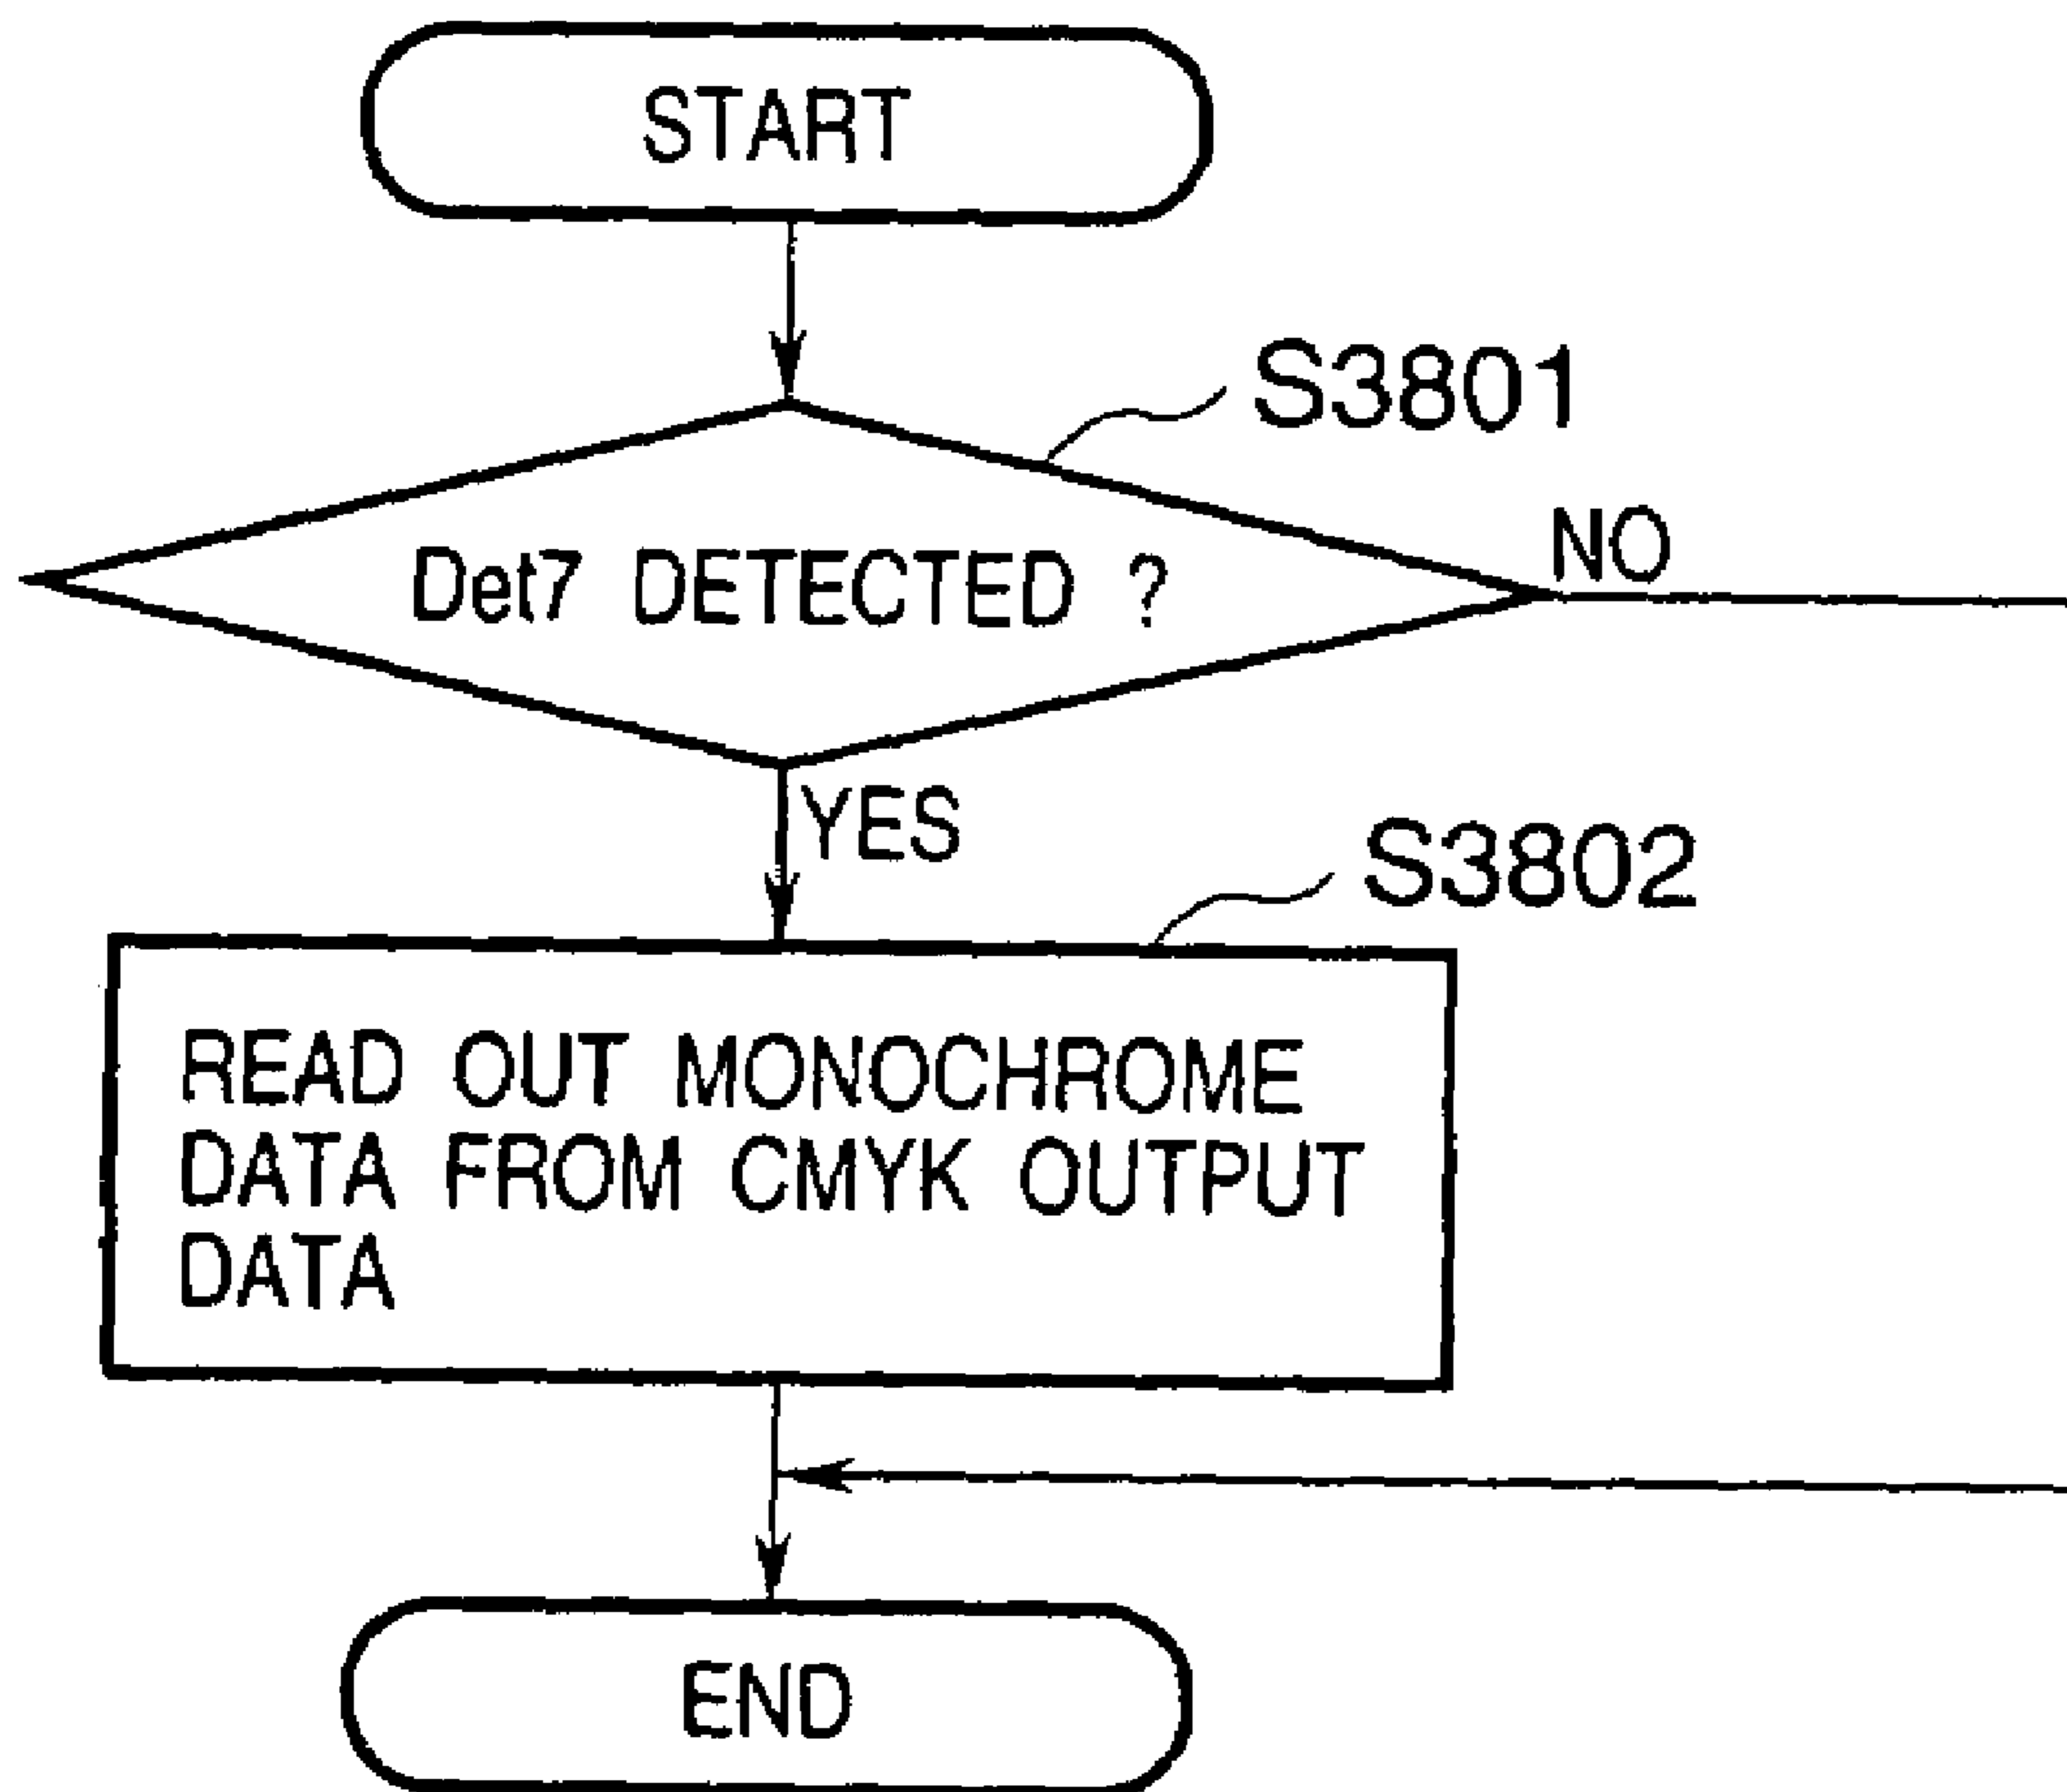 START
S3801
Det7 DETECTED ?
NO
YES
S3802
READ OUT MONOCHROME
DATA FROM CMYK OUTPUT
DATA
END